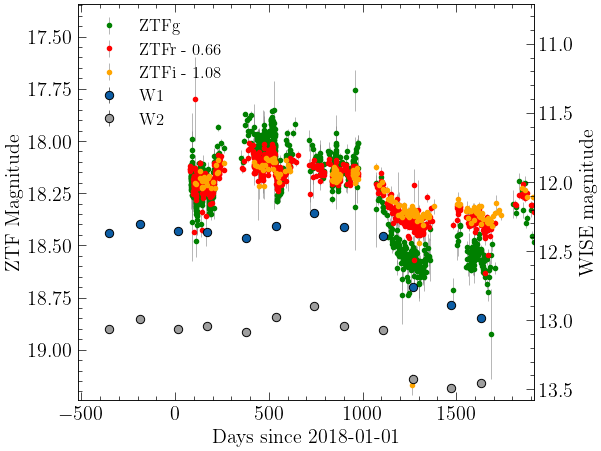 ZTFg
ZTFr - 0.66
ZTFi - 1.08
W1
W2
17.50
17.75
18.00
18.25
18.50
18.75
19.00
ZTF Magnitude
11.0
11.5
12.0
12.5
13.0
13.5
WISE magnitude
−500
0
500
1000
1500
Days since 2018-01-01